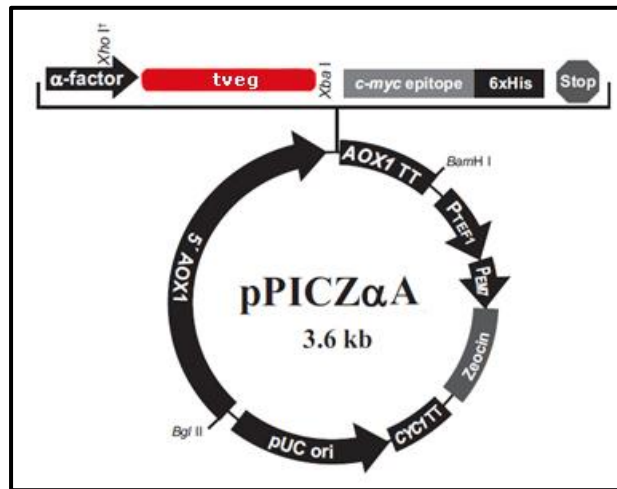 Xho I†
α-factor
tveg
Xba I
c-myc epitope
6xHis
Stop
AOX1 TT
BamH I
PTEF1
PEM7
Zeocin
CYC1 TT
pUC ori
Bgl II
5´ AOX1
pPICZαA
3.6 kb